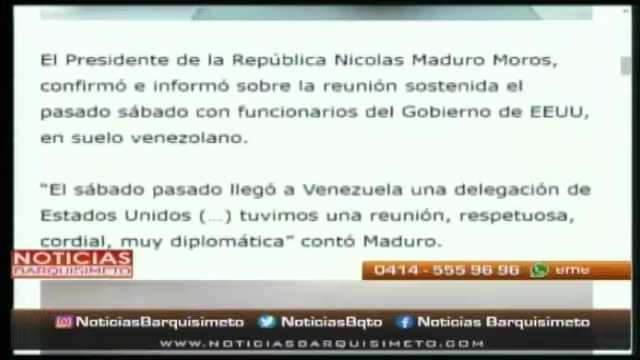 El Presidente de la República Nicolas Maduro Moros,
confirmó e informó sobre la reunión sostenida el
pasado sábado con funcionarios del Gobierno de EEUU,
en suelo venezolano.
“El sábado pasado llegó a Venezuela una delegación de
Estados Unidos (...) tuvimos una reunión, respetuosa,
cordial, muy diplomática” contó Maduro.
NOTICIAS
BARQUISIMETO
0414 - 555 96 96
NoticiasBarquisimeto NoticiasBqto Noticias Barquisimeto
WWW.NOTICIASBARQUISIMETO.COM